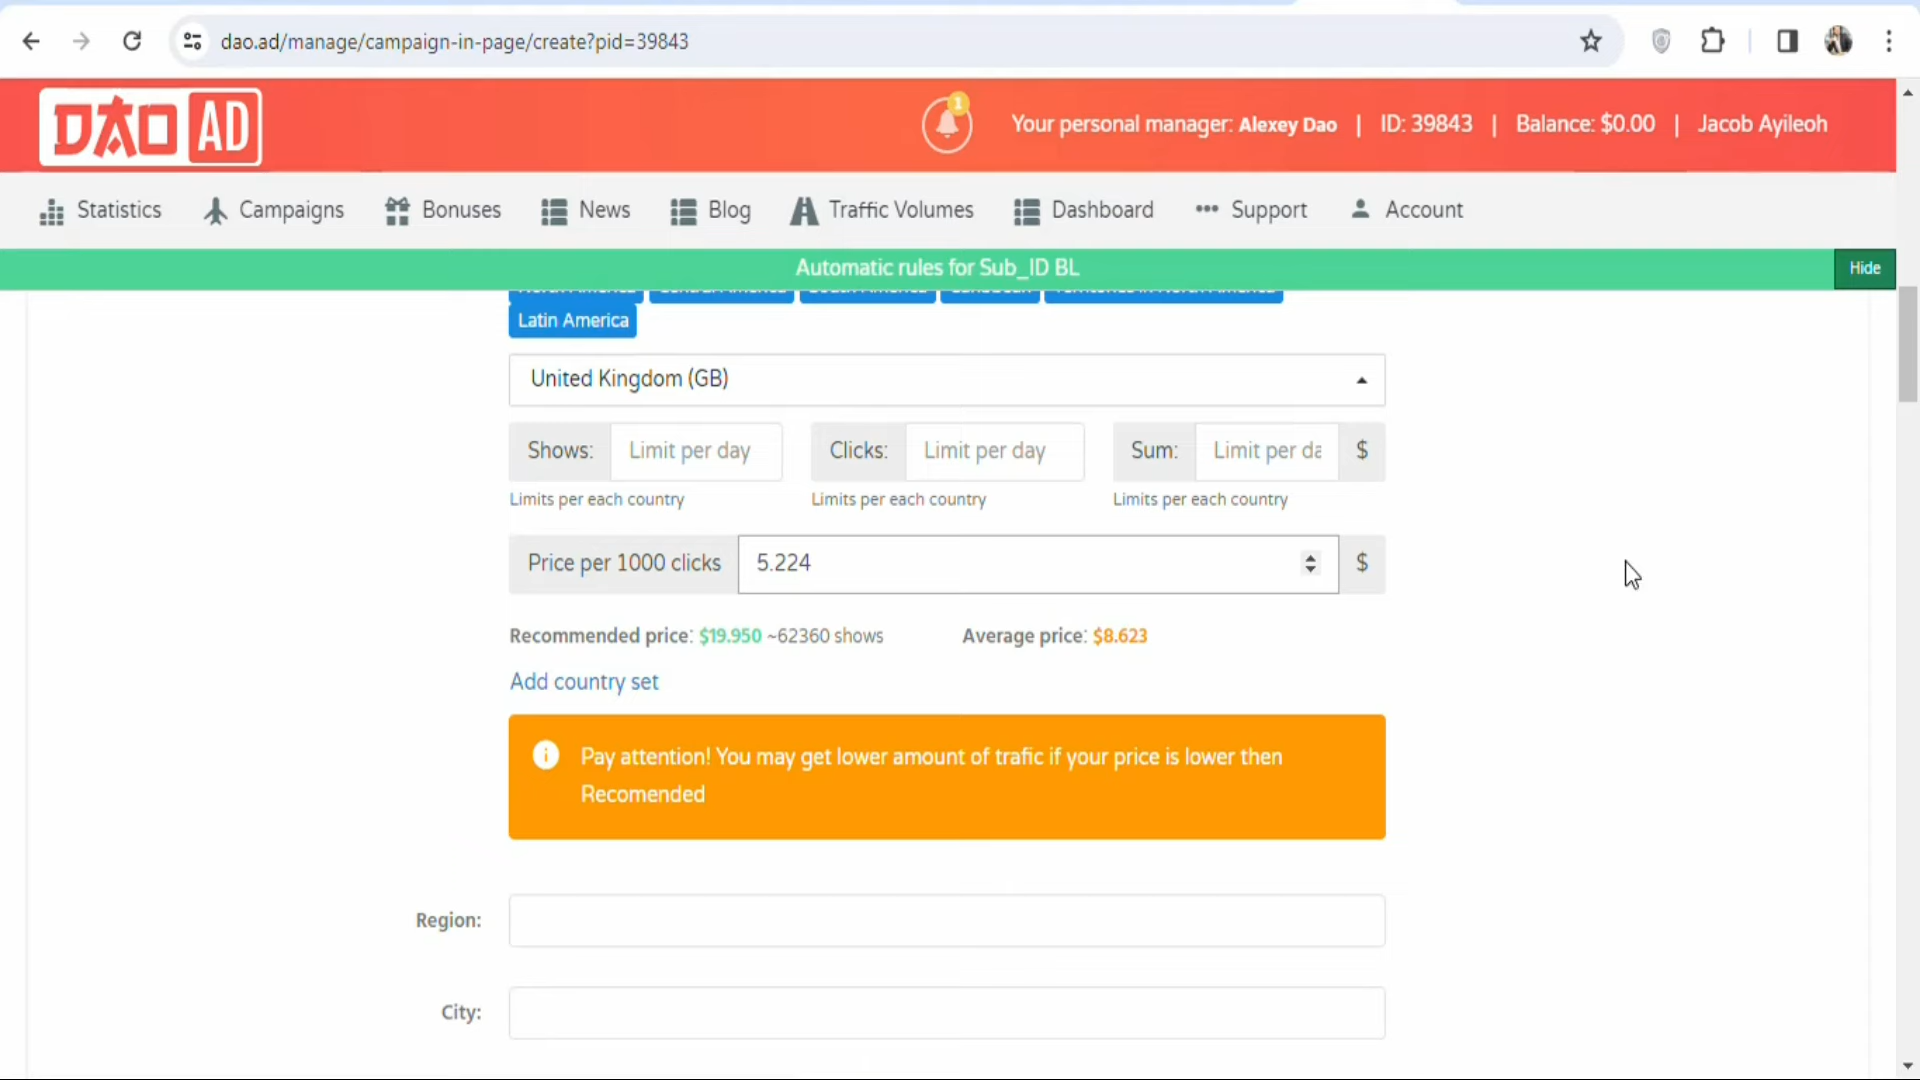 dao.ad/manage/campaign-in-page/create?pid=39843
DAO AD
1
Your personal manager: Alexey Dao | ID: 39843 | Balance: $0.00 | Jacob Ayileoh
Statistics Campaigns Bonuses News Blog Traffic Volumes Dashboard Support Account
Automatic rules for Sub_ID BL Hide
Latin America
United Kingdom (GB)
Shows: Limit per day Clicks: Limit per day Sum: Limit per da $
Limits per each country Limits per each country Limits per each country
Price per 1000 clicks 5.224 $
Recommended price: $19.950 ~62360 shows Average price: $8.623
Add country set
Pay attention! You may get lower amount of trafic if your price is lower then
Recomended
Region:
City: